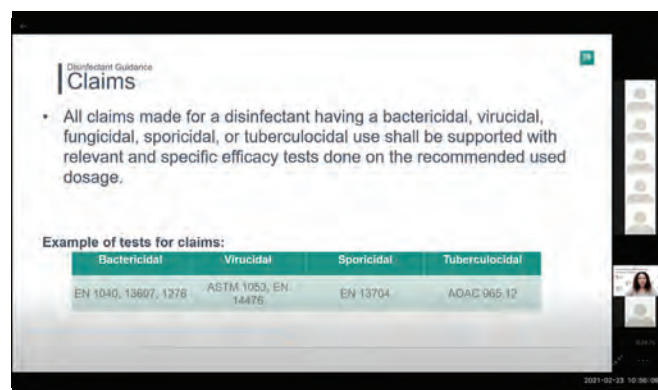 Disinfectant Guidance
Claims
• All claims made for a disinfectant having a bactericidal, virucidal,
fungicidal, sporicidal, or tuberculocidal use shall be supported with
relevant and specific efficacy tests done on the recommended used
dosage.
Example of tests for claims:
Bactericidal Virucidal Sporicidal Tuberculocidal
EN 1040, 13697, 1276 ASTM 1053, EN
14476 EN 13704 AOAC 965.12
2021-02-23 10:56:06